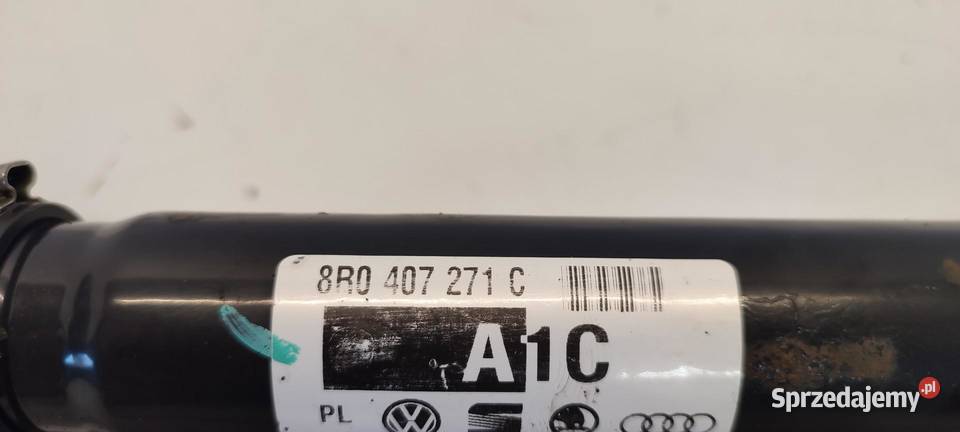 8R0 407 271 C
A1C
PL
Sprzedajemy.pl